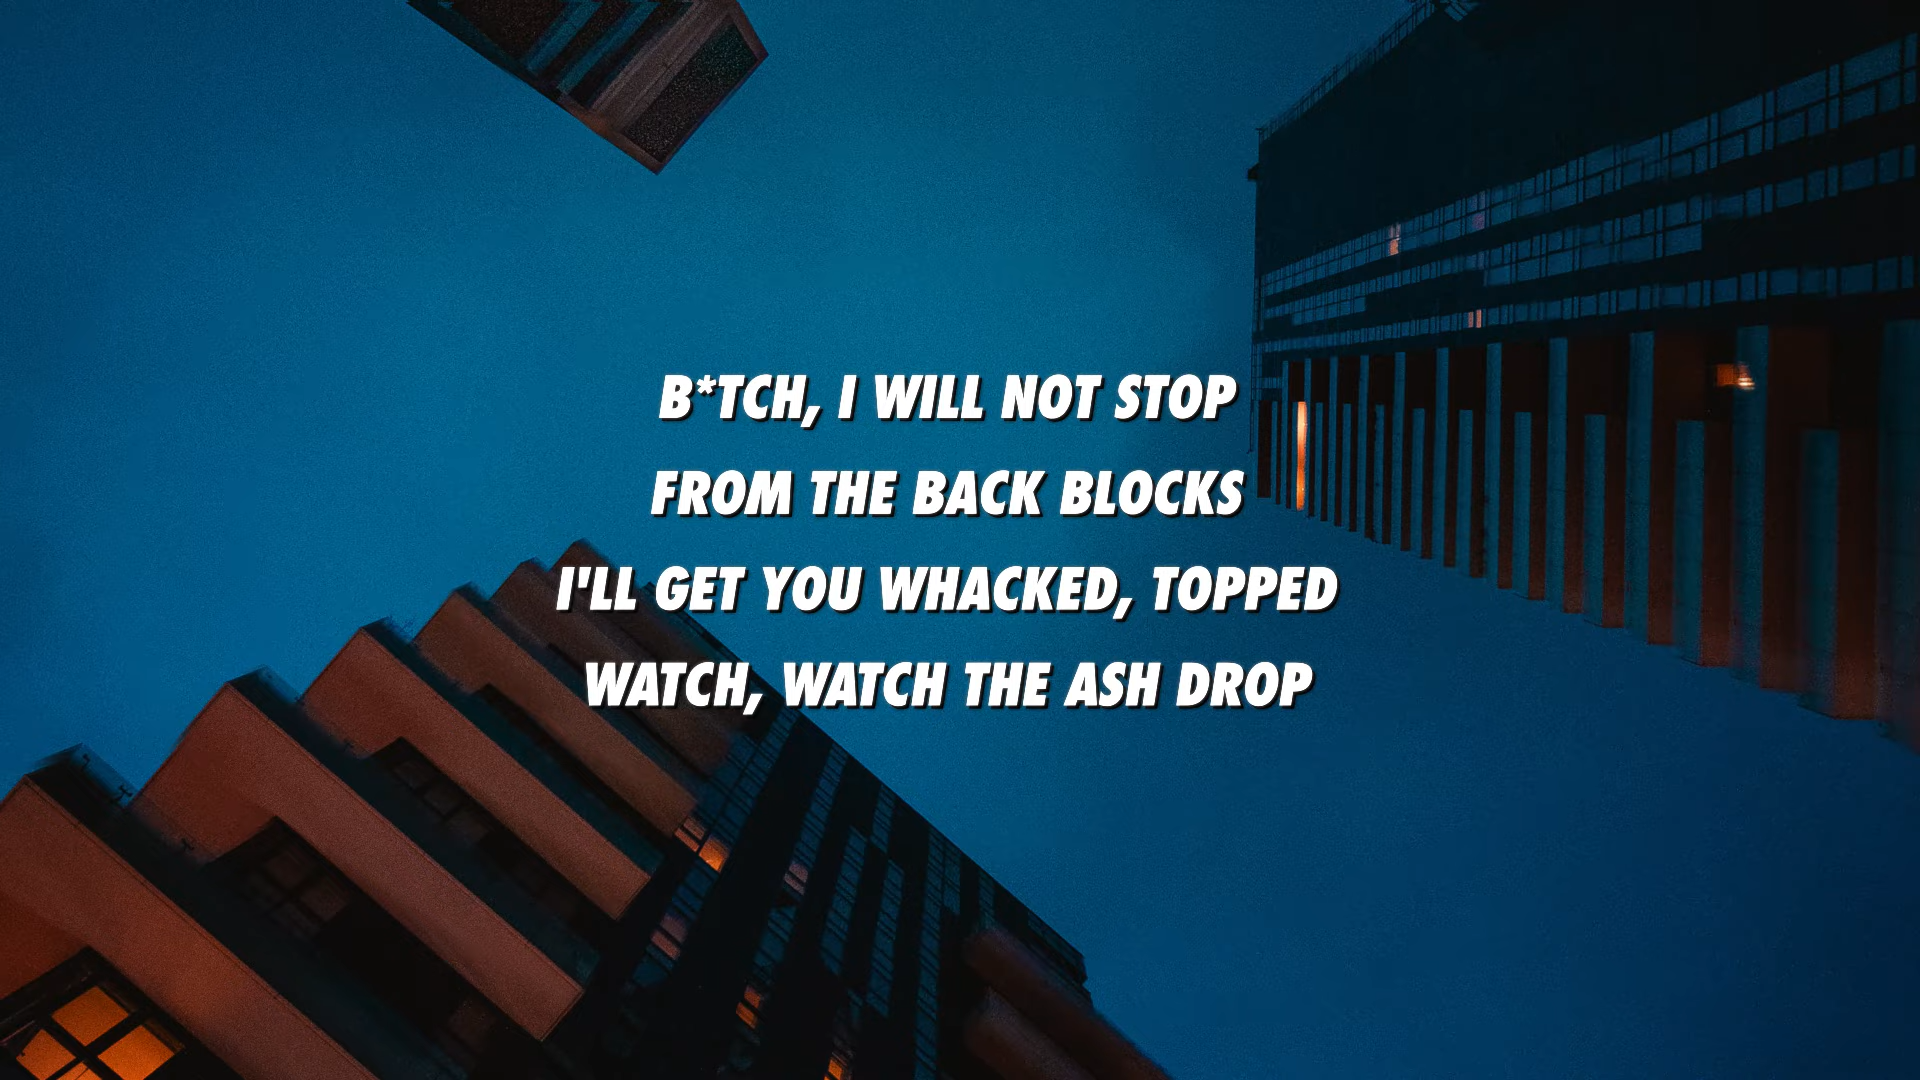 B*TCH, I WILL NOT STOP
FROM THE BACK BLOCKS
I'LL GET YOU WHACKED, TOPPED
WATCH, WATCH THE ASH DROP